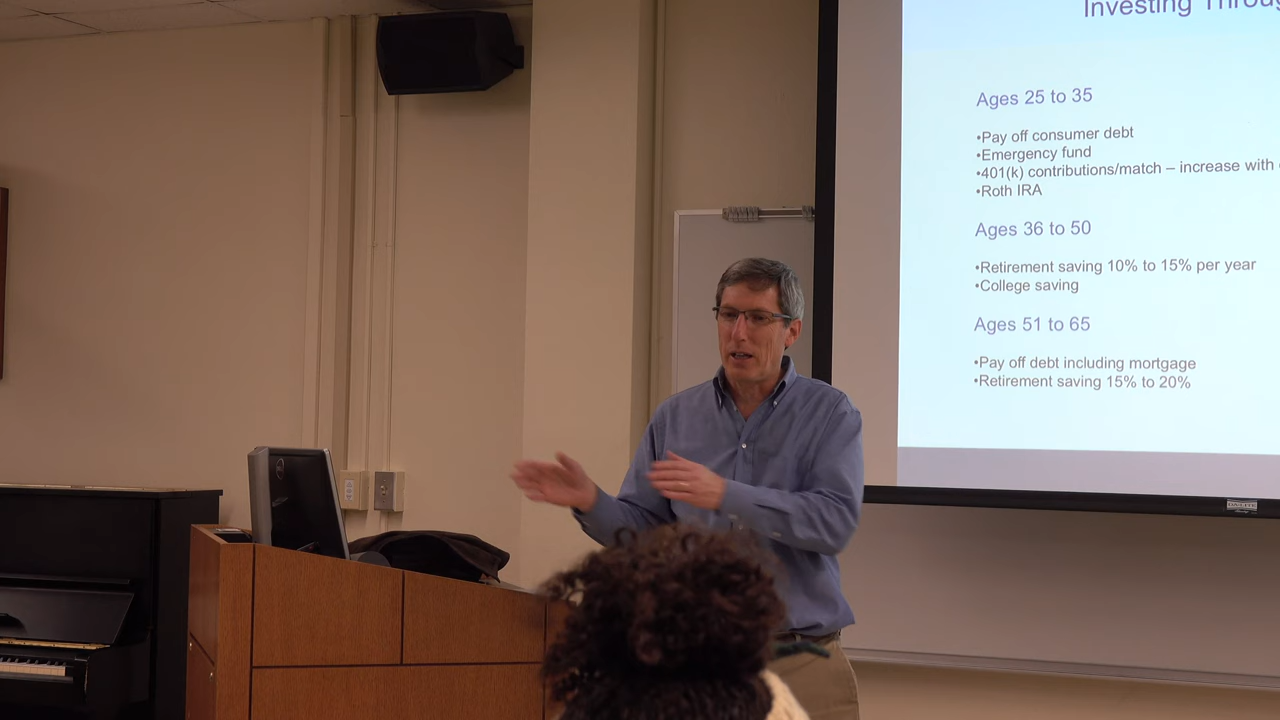 Investing Throug
Ages 25 to 35
•Pay off consumer debt
•Emergency fund
•401(k) contributions/match – increase with
•Roth IRA
Ages 36 to 50
•Retirement saving 10% to 15% per year
•College saving
Ages 51 to 65
•Pay off debt including mortgage
•Retirement saving 15% to 20%